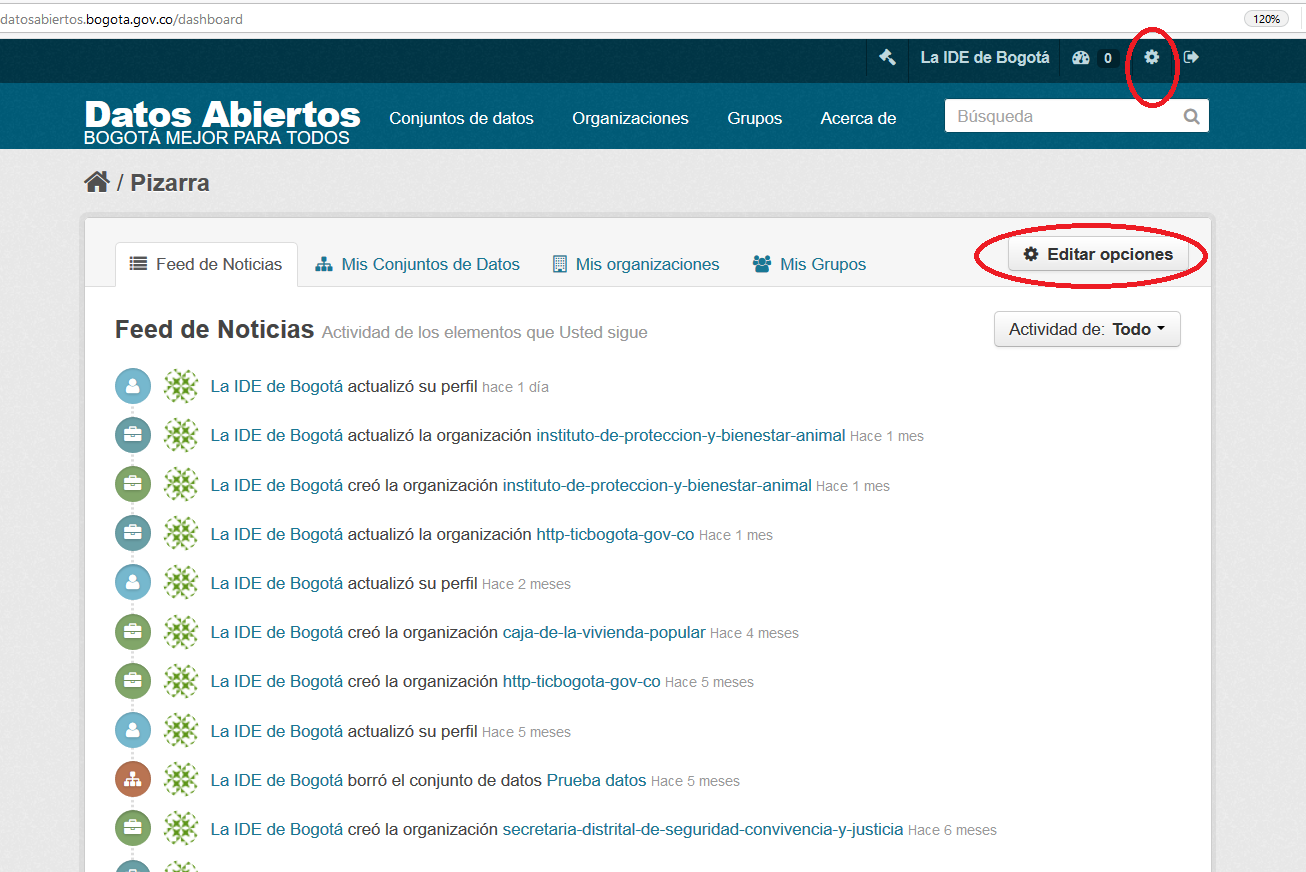 datosabiertos.bogota.gov.co/dashboard 120%
La IDE de Bogotá 0
Datos Abiertos
BOGOTÁ MEJOR PARA TODOS
Conjuntos de datos Organizaciones Grupos Acerca de Búsqueda
/ Pizarra
Feed de Noticias Mis Conjuntos de Datos Mis organizaciones Mis Grupos Editar opciones
Feed de Noticias Actividad de los elementos que Usted sigue Actividad de: Todo
La IDE de Bogotá actualizó su perfil hace 1 día
La IDE de Bogotá actualizó la organización instituto-de-proteccion-y-bienestar-animal Hace 1 mes
La IDE de Bogotá creó la organización instituto-de-proteccion-y-bienestar-animal Hace 1 mes
La IDE de Bogotá actualizó la organización http-ticbogota-gov-co Hace 1 mes
La IDE de Bogotá actualizó su perfil Hace 2 meses
La IDE de Bogotá creó la organización caja-de-la-vivienda-popular Hace 4 meses
La IDE de Bogotá creó la organización http-ticbogota-gov-co Hace 5 meses
La IDE de Bogotá actualizó su perfil Hace 5 meses
La IDE de Bogotá borró el conjunto de datos Prueba datos Hace 5 meses
La IDE de Bogotá creó la organización secretaria-distrital-de-seguridad-convivencia-y-justicia Hace 6 meses